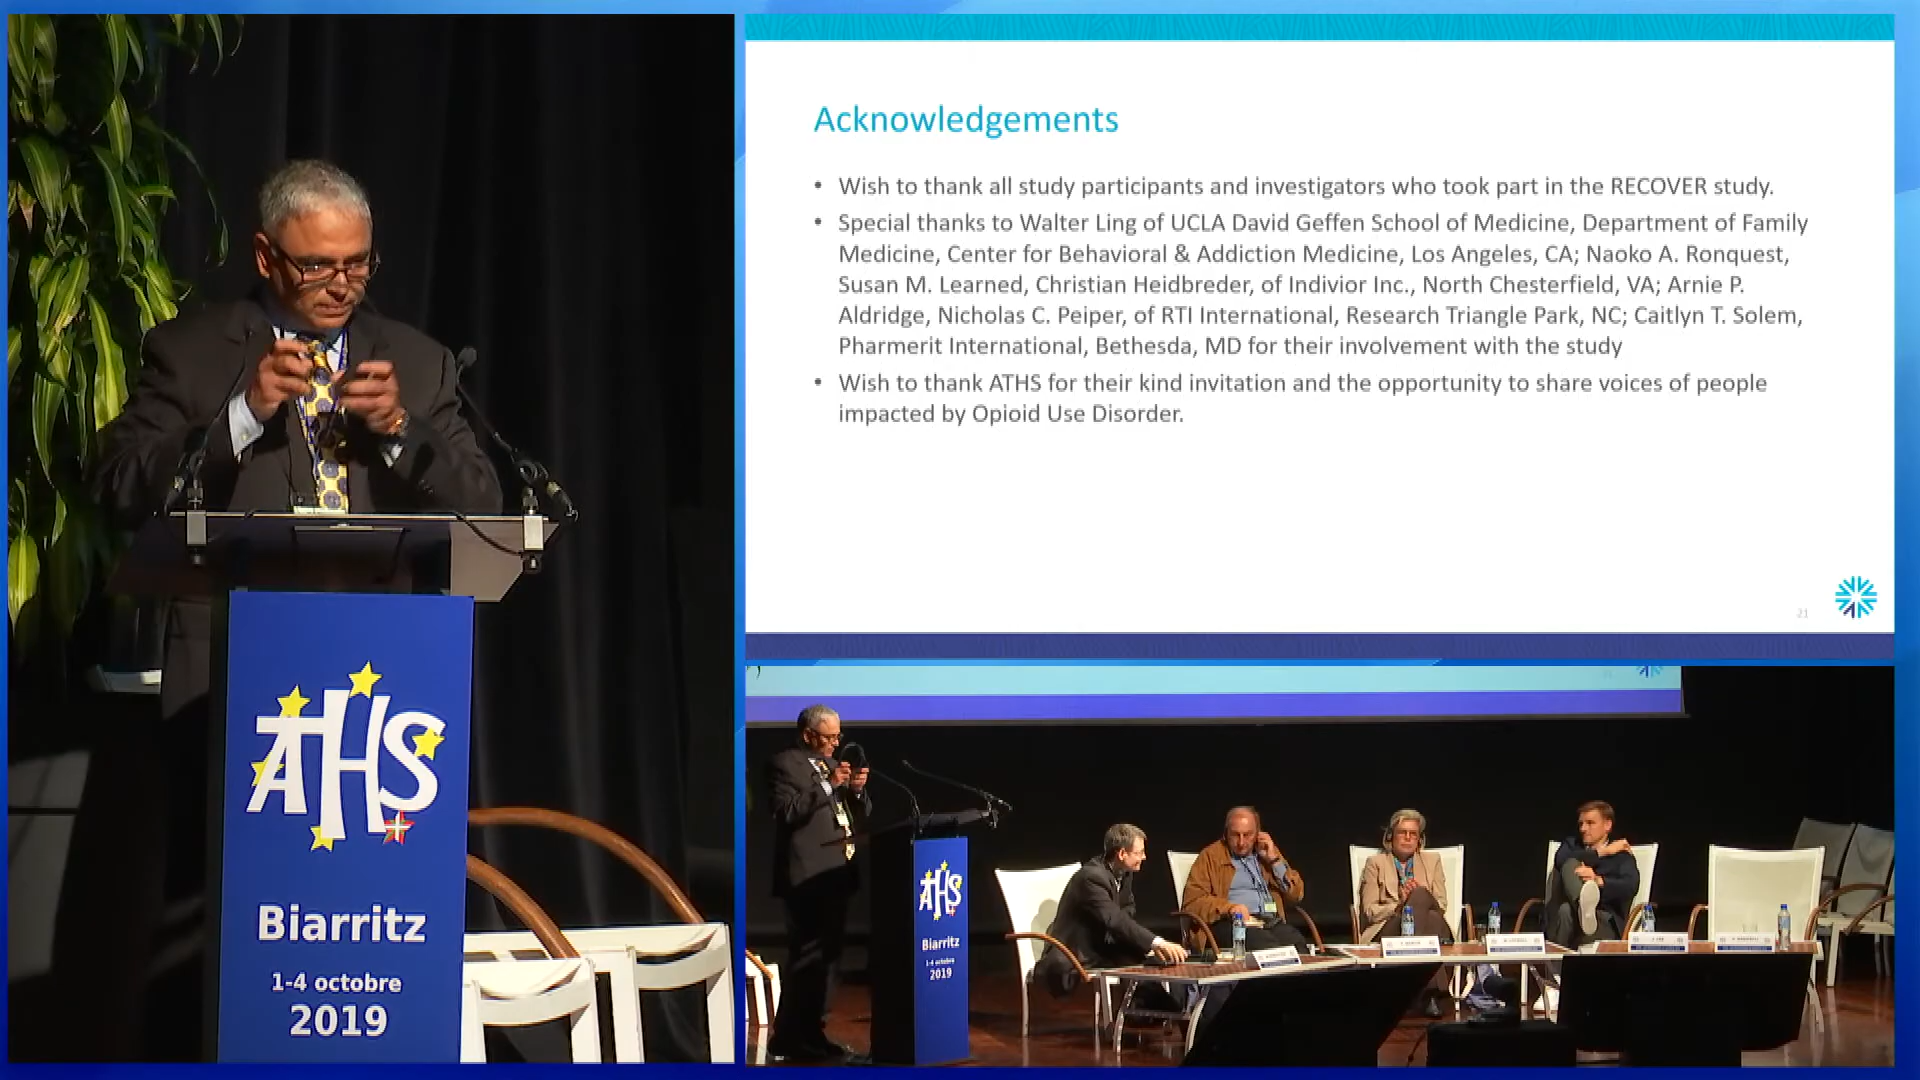 Acknowledgements
• Wish to thank all study participants and investigators who took part in the RECOVER study.
• Special thanks to Walter Ling of UCLA David Geffen School of Medicine, Department of Family
Medicine, Center for Behavioral & Addiction Medicine, Los Angeles, CA; Naoko A. Ronquest,
Susan M. Learned, Christian Heidbreder, of Indivior Inc., North Chesterfield, VA; Arnie P.
Aldridge, Nicholas C. Peiper, of RTI International, Research Triangle Park, NC; Caitlyn T. Solem,
Pharmerit International, Bethesda, MD for their involvement with the study
• Wish to thank ATHS for their kind invitation and the opportunity to share voices of people
impacted by Opioid Use Disorder.
21
ATHS
Biarritz
1-4 octobre
2019
ATHS
Biarritz
1-4 octobre
2019